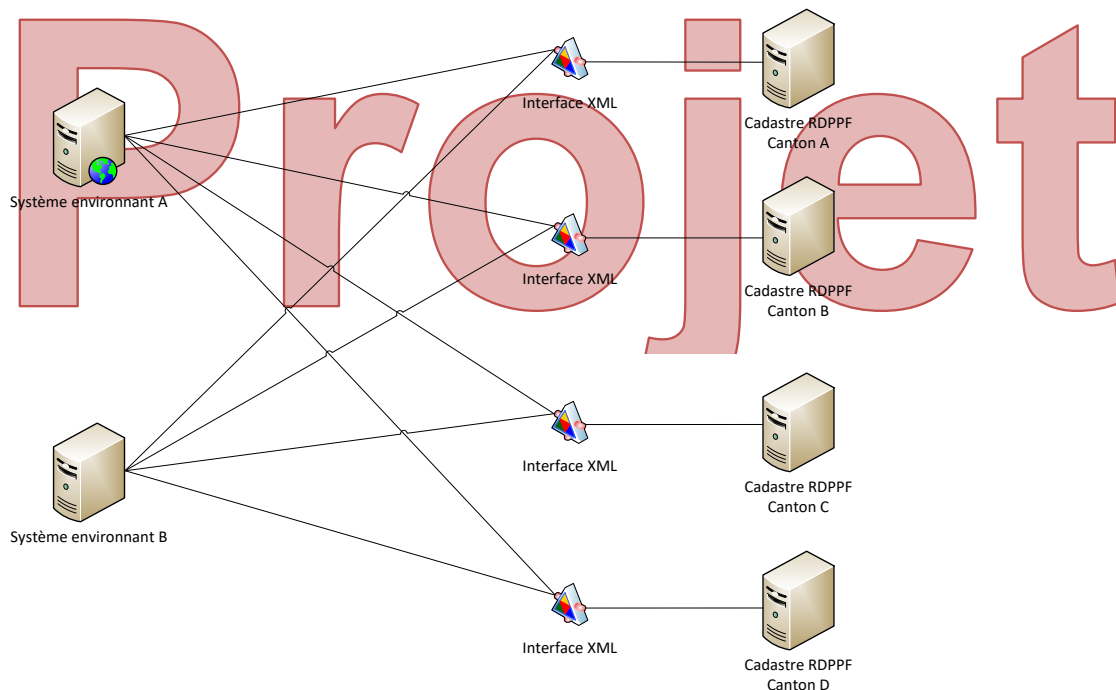 Projet
Interface XML
Cadastre RDPPF
Canton A
Système environnant A
Interface XML
Cadastre RDPPF
Canton B
Interface XML
Cadastre RDPPF
Canton C
Système environnant B
Interface XML
Cadastre RDPPF
Canton D